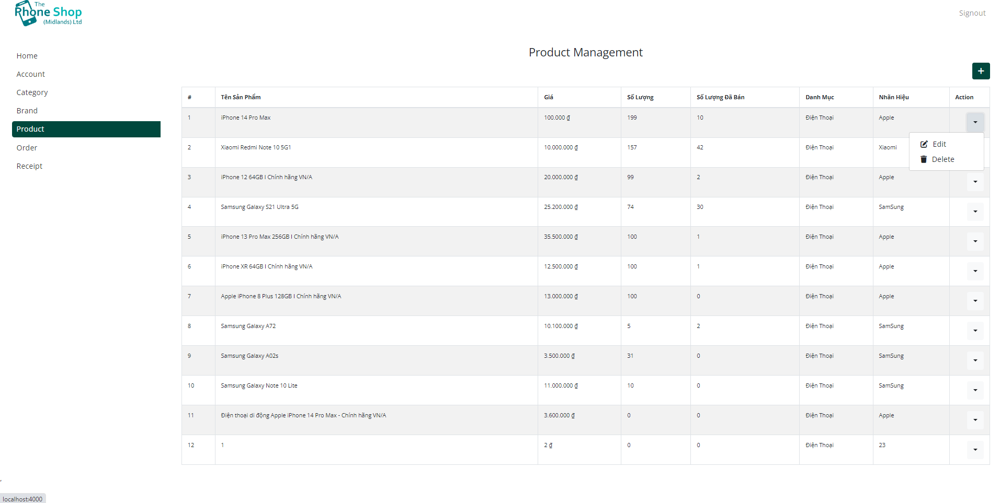 The
Phone Shop
(Midlands) Ltd
Signout
Home
Account
Category
Brand
Product
Order
Receipt
Product Management
+
# Tên Sản Phẩm Giá Số Lượng Số Lượng Đã Bán Danh Mục Nhãn Hiệu Action
1 iPhone 14 Pro Max 100.000 ₫ 199 10 Điện Thoại Apple
Edit
Delete
2 Xiaomi Redmi Note 10 5G1 10.000.000 ₫ 157 42 Điện Thoại Xiaomi
3 iPhone 12 64GB I Chính hãng VN/A 20.000.000 ₫ 99 2 Điện Thoại Apple
4 Samsung Galaxy S21 Ultra 5G 25.200.000 ₫ 74 30 Điện Thoại SamSung
5 iPhone 13 Pro Max 256GB I Chính hãng VN/A 35.500.000 ₫ 100 1 Điện Thoại Apple
6 iPhone XR 64GB I Chính hãng VN/A 12.500.000 ₫ 100 1 Điện Thoại Apple
7 Apple iPhone 8 Plus 128GB I Chính hãng VN/A 13.000.000 ₫ 100 0 Điện Thoại Apple
8 Samsung Galaxy A72 10.100.000 ₫ 5 2 Điện Thoại SamSung
9 Samsung Galaxy A02s 3.500.000 ₫ 31 0 Điện Thoại SamSung
10 Samsung Galaxy Note 10 Lite 11.000.000 ₫ 10 0 Điện Thoại SamSung
11 Điện thoại di động Apple iPhone 14 Pro Max - Chính hãng VN/A 3.600.000 ₫ 0 0 Điện Thoại Apple
12 1 2 ₫ 0 0 Điện Thoại 23
,
localhost:4000